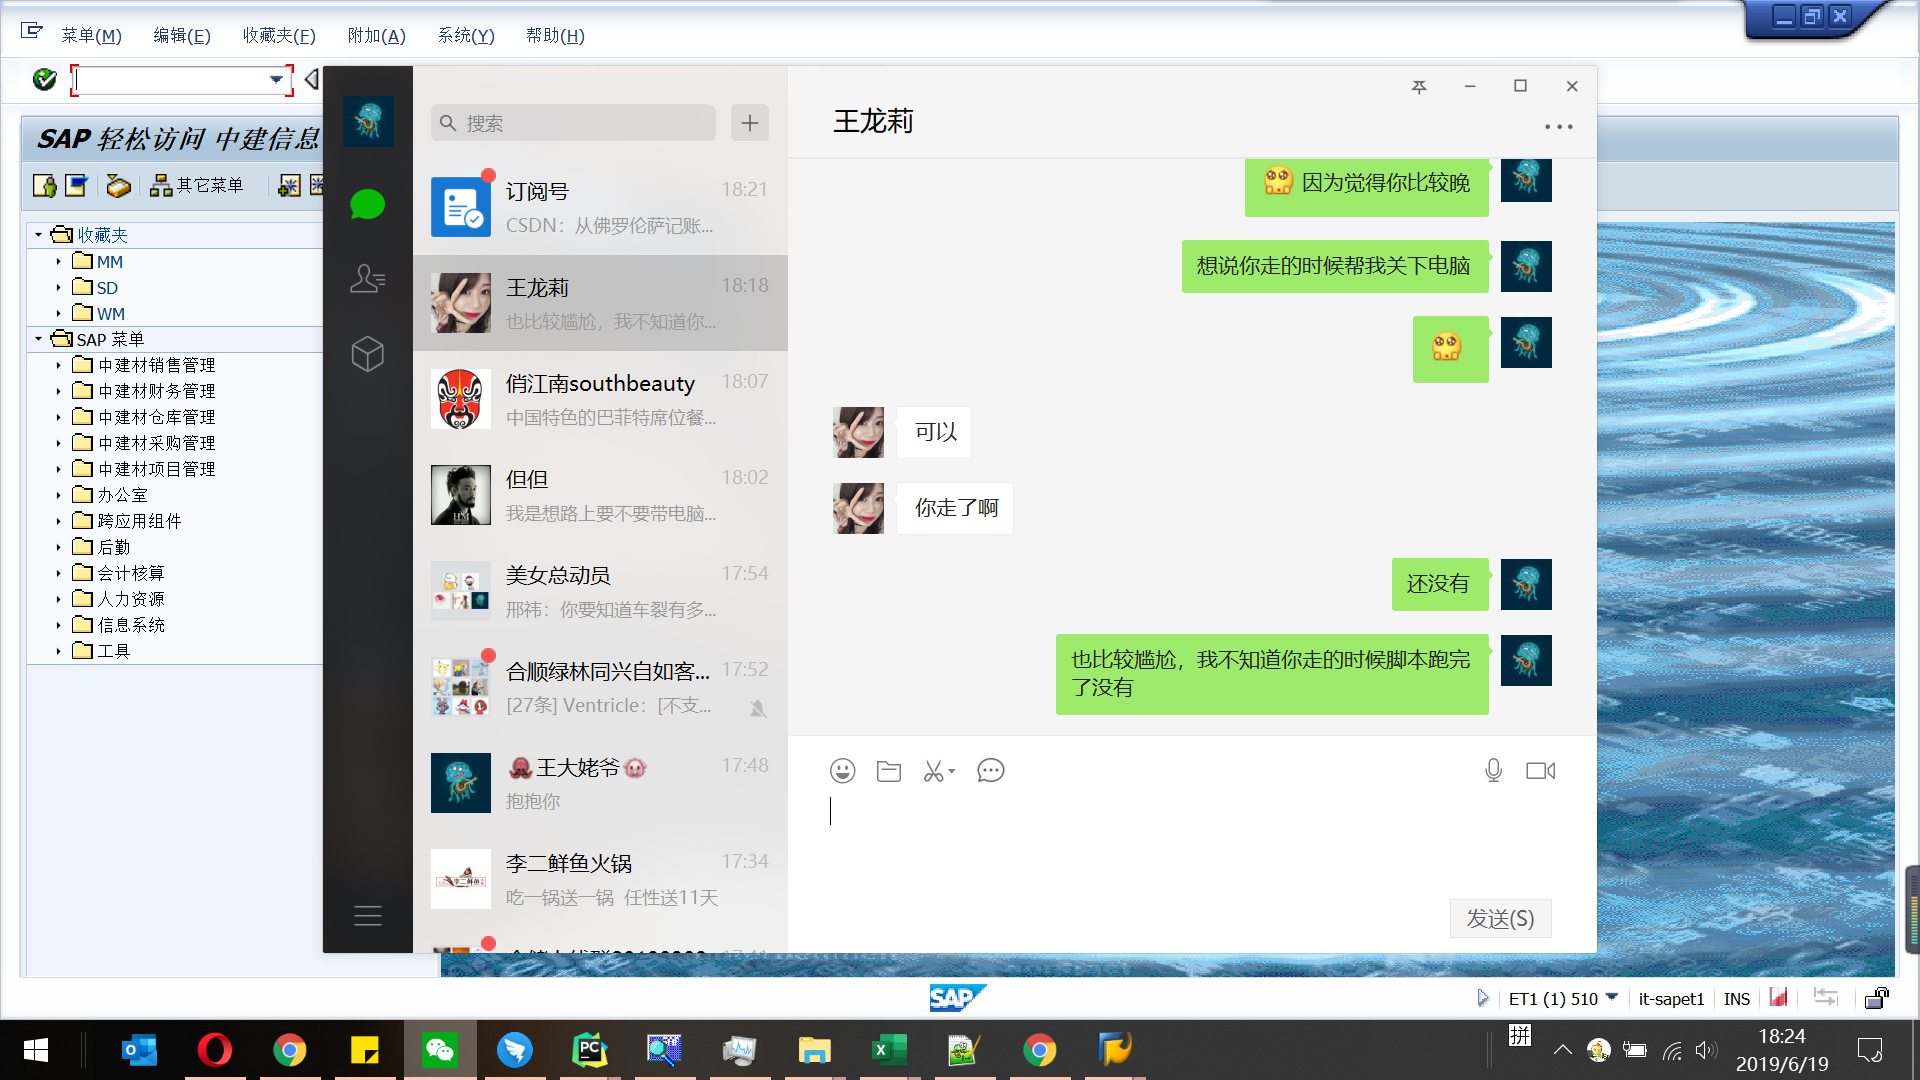 菜单(M) 编辑(E) 收藏夹(F) 附加(A) 系统(Y) 帮助(H)
SAP 轻松访问 中建信息
其它菜单
收藏夹
MM
SD
WM
SAP 菜单
中建材销售管理
中建材财务管理
中建材仓库管理
中建材采购管理
中建材项目管理
办公室
跨应用组件
后勤
会计核算
人力资源
信息系统
工具
搜索
订阅号 18:21
CSDN：从佛罗伦萨记账...
王龙莉 18:18
也比较尴尬，我不知道你...
俏江南southbeauty 18:07
中国特色的巴菲特席位餐...
但但 18:02
我是想路上要不要带电脑...
美女总动员 17:54
邢祎：你要知道车裂有多...
合顺绿林同兴自如客... 17:52
[27条] Ventricle：[不支...
王大姥爷 17:48
抱抱你
李二鲜鱼火锅 17:34
吃一锅送一锅 任性送11天
王龙莉
因为觉得你比较晚
想说你走的时候帮我关下电脑
可以
你走了啊
还没有
也比较尴尬，我不知道你走的时候脚本跑完
了没有
发送(S)
SAP
ET1 (1) 510 it-sapet1 INS
拼
18:24
2019/6/19